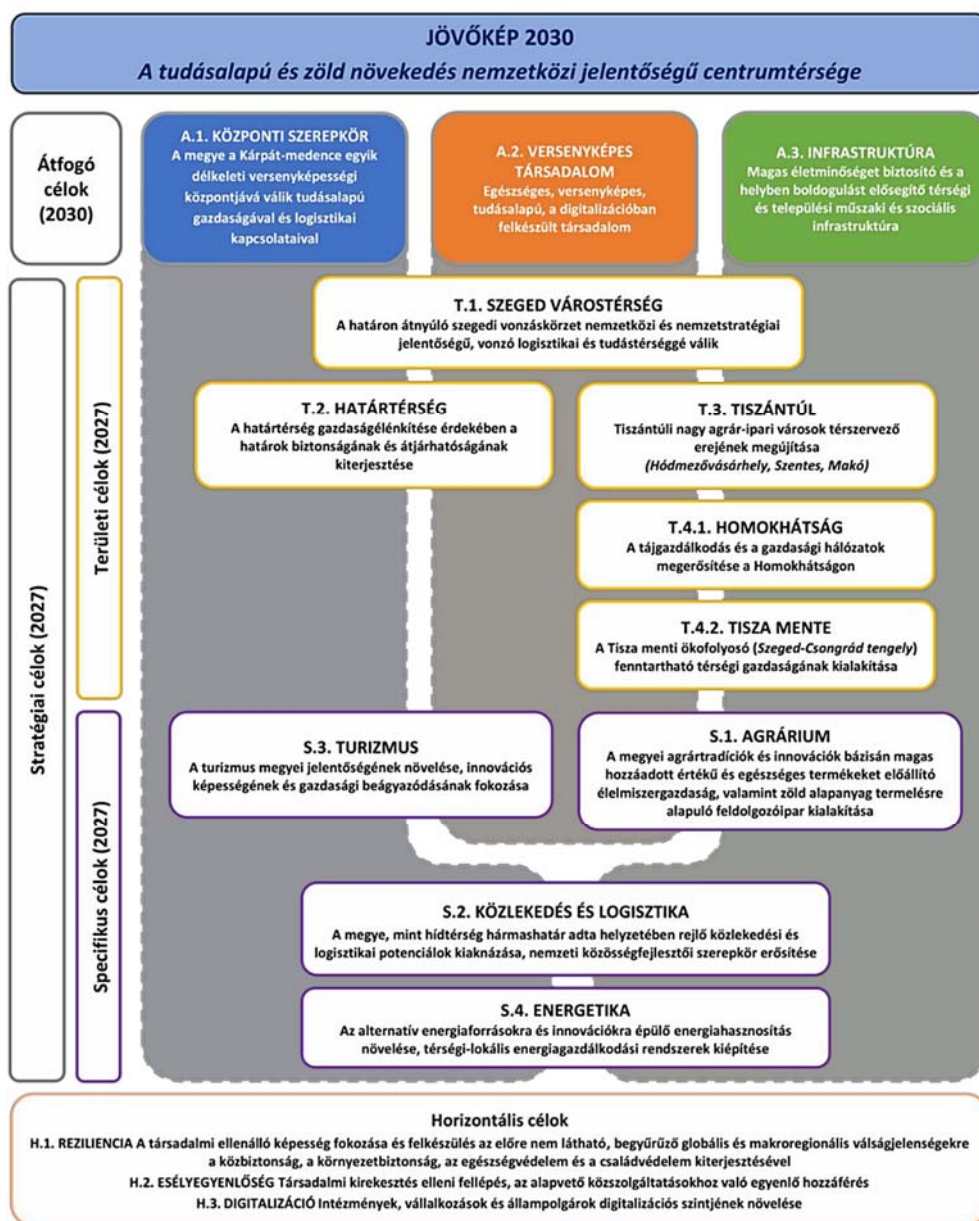 JÖVŐKÉP 2030
A tudásalapú és zöld növekedés nemzetközi jelentőségű centrumtérsége
Átfogó
célok
(2030)
A.1. KÖZPONTI SZEREPKÖR
A megye a Kárpát-medence egyik
délkeleti versenyképességi
központjává válik tudásalapú
gazdaságával és logisztikai
kapcsolataival
A.2. VERSENYKÉPES
TÁRSADALOM
Egészséges, versenyképes,
tudásalapú, a digitalizációban
felkészült társadalom
A.3. INFRASTRUKTÚRA
Magas életminőséget biztosító és a
helyben boldogulást elősegítő térségi
és települési műszaki és szociális
infrastruktúra
Stratégiai célok (2027)
Területi célok (2027)
T.1. SZEGED VÁROSTÉRSÉG
A határon átnyúló szegedi vonzáskörzet nemzetközi és nemzetstratégiai
jelentőségű, vonzó logisztikai és tudástérséggé válik
T.2. HATÁRTÉRSÉG
A határtérség gazdaságélénkítése érdekében a
határok biztonságának és átjárhatóságának
kiterjesztése
T.3. TISZÁNTÚL
Tiszántúli nagy agrár-ipari városok térszervező
erejének megújítása
(Hódmezővásárhely, Szentes, Makó)
T.4.1. HOMOKHÁTSÁG
A tájgazdálkodás és a gazdasági hálózatok
megerősítése a Homokhátságon
T.4.2. TISZA MENTE
A Tisza menti ökofolyosó (Szeged-Csongrád tengely)
fenntartható térségi gazdaságának kialakítása
Specifikus célok (2027)
S.3. TURIZMUS
A turizmus megyei jelentőségének növelése, innovációs
képességének és gazdasági beágyazódásának fokozása
S.1. AGRÁRIUM
A megyei agrártradíciók és innovációk bázisán magas
hozzáadott értékű és egészséges termékeket előállító
élelmiszergazdaság, valamint zöld alapanyag termelésre
alapuló feldolgozóipar kialakítása
S.2. KÖZLEKEDÉS ÉS LOGISZTIKA
A megye, mint hídtérség hármashatár adta helyzetében rejlő közlekedési és
logisztikai potenciálok kiaknázása, nemzeti közösségfejlesztői szerepkör erősítése
S.4. ENERGETIKA
Az alternatív energiaforrásokra és innovációkra épülő energiahasznosítás
növelése, térségi-lokális energiagazdálkodási rendszerek kiépítése
Horizontális célok
H.1. REZILIENCIA A társadalmi ellenálló képesség fokozása és felkészülés az előre nem látható, begyűrűző globális és makroregionális válságjelenségekre
a közbiztonság, a környezetbiztonság, az egészségvédelem és a családvédelem kiterjesztésével
H.2. ESÉLYEGYENLŐSÉG Társadalmi kirekesztés elleni fellépés, az alapvető közszolgáltatásokhoz való egyenlő hozzáférés
H.3. DIGITALIZÁCIÓ Intézmények, vállalkozások és állampolgárok digitalizációs szintjének növelése